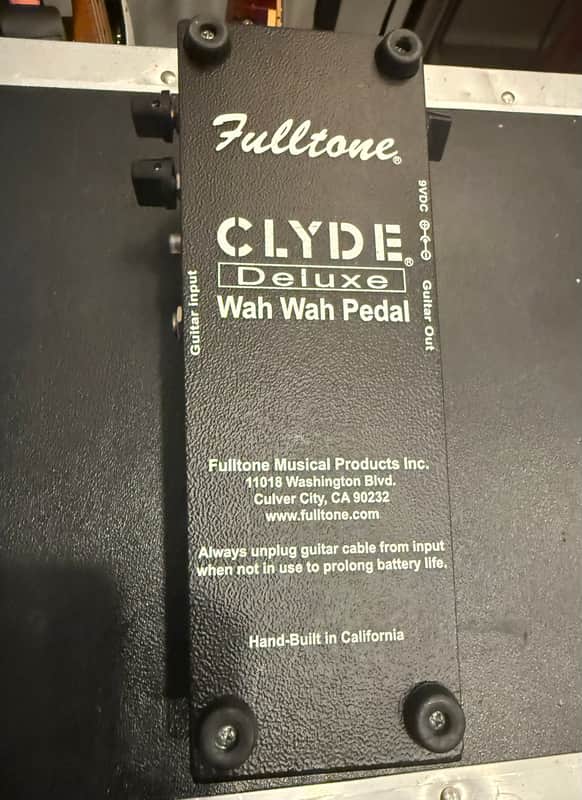 Fulltone®
CLYDE®
Deluxe
Wah Wah Pedal
9VDC
Guitar Input
Guitar Out
Fulltone Musical Products Inc.
11018 Washington Blvd.
Culver City, CA 90232
www.fulltone.com
Always unplug guitar cable from input
when not in use to prolong battery life.
Hand-Built in California